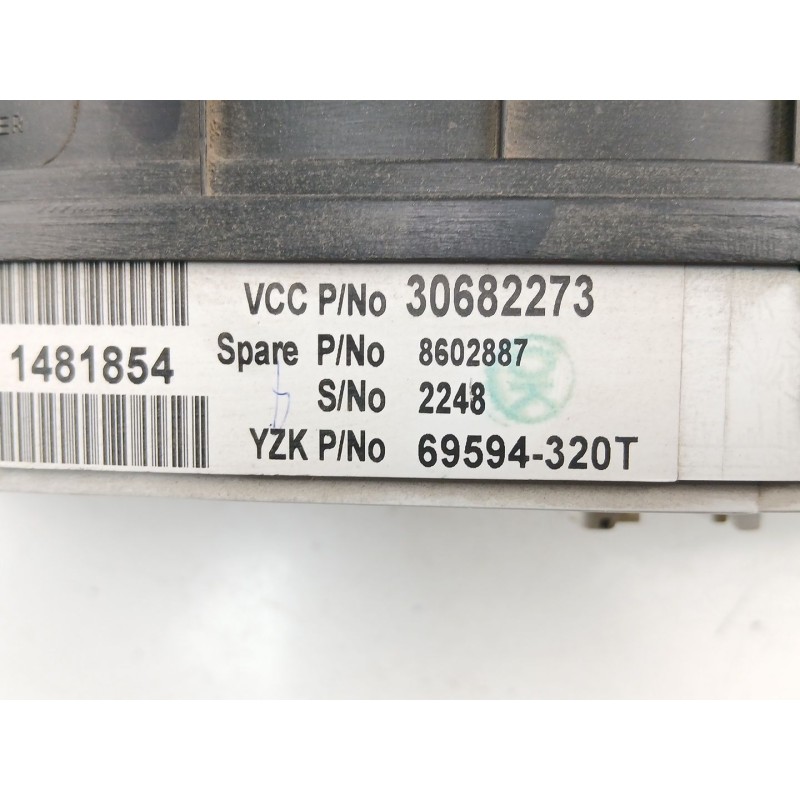 VCC P/No 30682273
1481854
Spare P/No 8602887
S/No 2248
YZK P/No 69594-320T